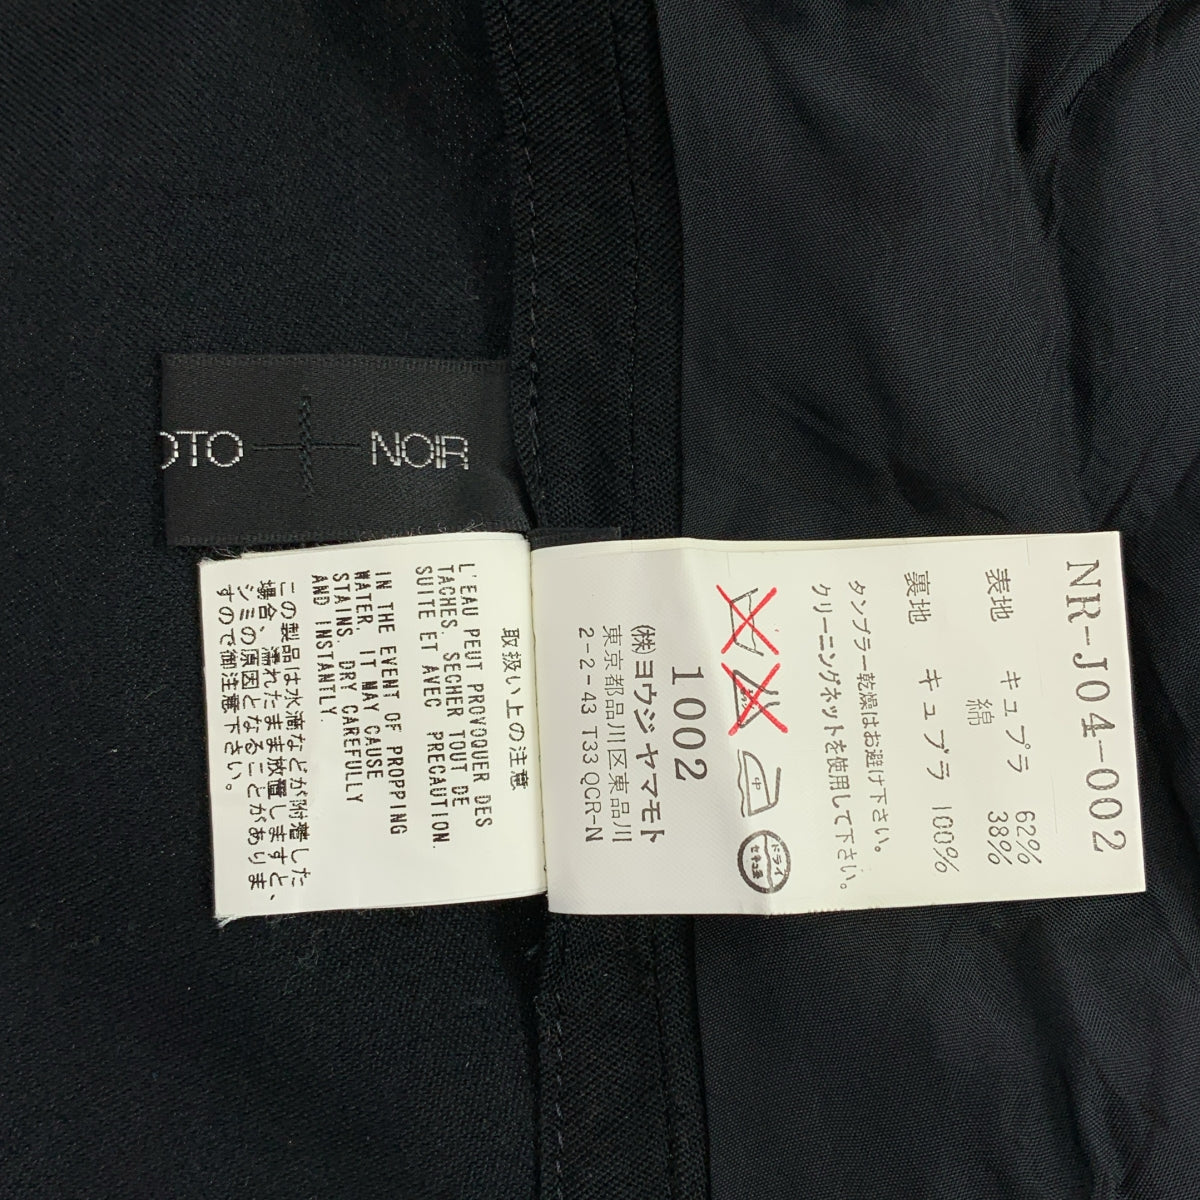 OTO
NOIR
NR-J04-002
表地 キュプラ 62%
綿 38%
裏地 キュプラ 100%
タンブラー乾燥はお避け下さい。
クリーニングネットを使用して下さい。
中
ドライ
セキユ系
1002
(株)ヨウジヤマモト
東京都品川区東品川
2-2-43 T33 QCR-N
取扱い上の注意
L'EAU PEUT PROVOQUER DES
TACHES. SECHER TOUT DE
SUITE ET AVEC PRECAUTION.
IN THE EVENT OF PROPPING
WATER, IT MAY CAUSE
STAINS. DRY CAREFULLY
AND INSTANTLY.
この製品は水滴などが附着した
場合、濡れたまま放置しますと、
シミの原因となることがありま
すので御注意下さい。